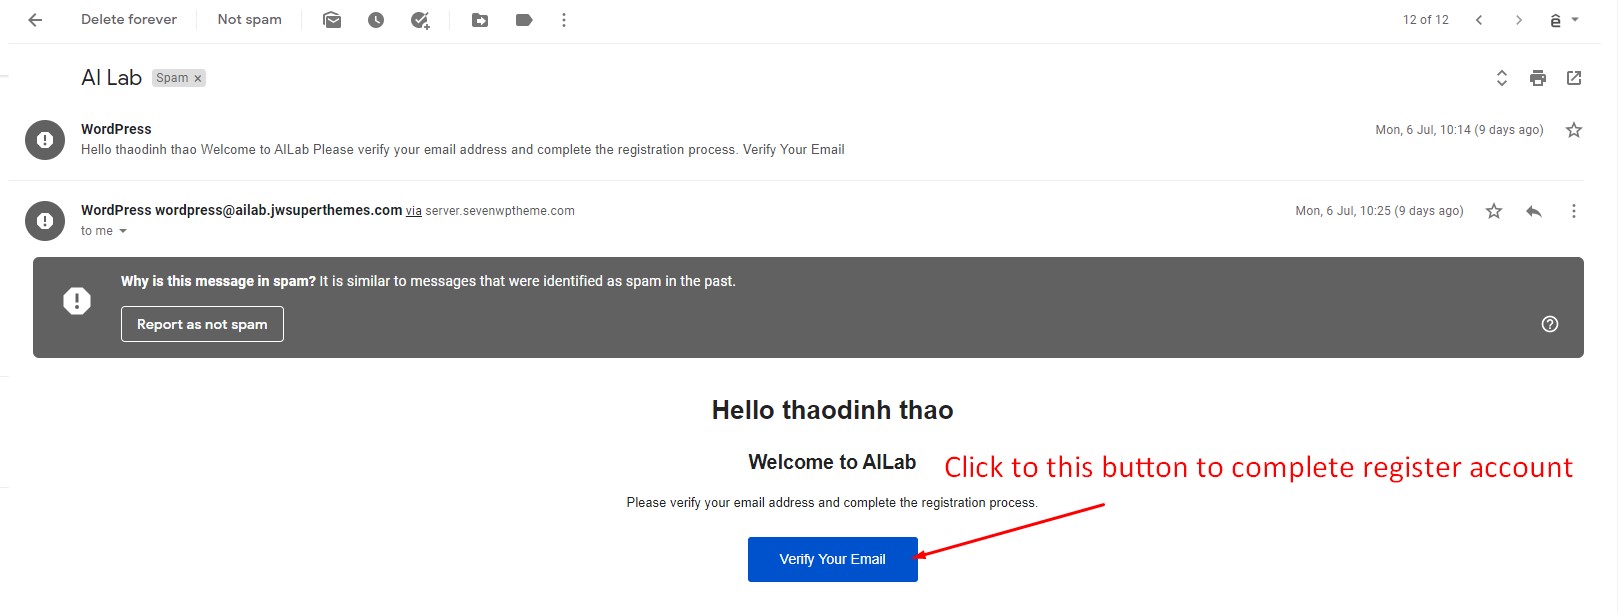 Delete forever Not spam 12 of 12
AI Lab Spam x
WordPress Mon, 6 Jul, 10:14 (9 days ago)
Hello thaodinh thao Welcome to AILab Please verify your email address and complete the registration process. Verify Your Email
WordPress wordpress@ailab.jwsuperthemes.com via server.sevenwptheme.com Mon, 6 Jul, 10:25 (9 days ago)
to me
Why is this message in spam? It is similar to messages that were identified as spam in the past.
Report as not spam
Hello thaodinh thao
Welcome to AILab
Click to this button to complete register account
Please verify your email address and complete the registration process.
Verify Your Email